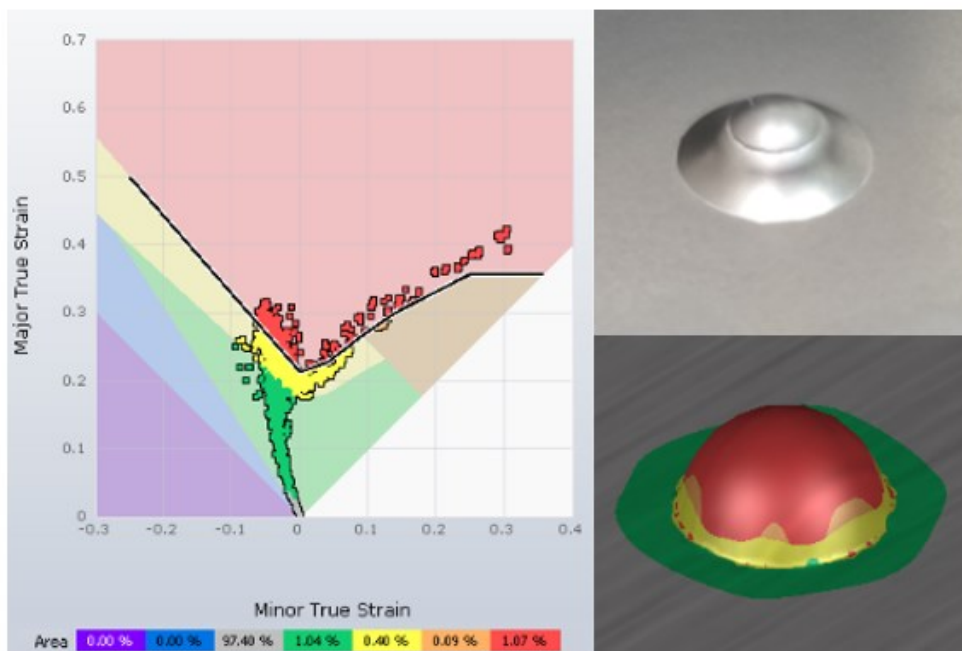 0.7
0.6
0.5
0.4
0.3
0.2
0.1
0
Major True Strain
-0.3 -0.2 -0.1 0 0.1 0.2 0.3 0.4
Minor True Strain
Area 0.00 % 0.00 % 97.40 % 1.04 % 0.40 % 0.09 % 1.07 %